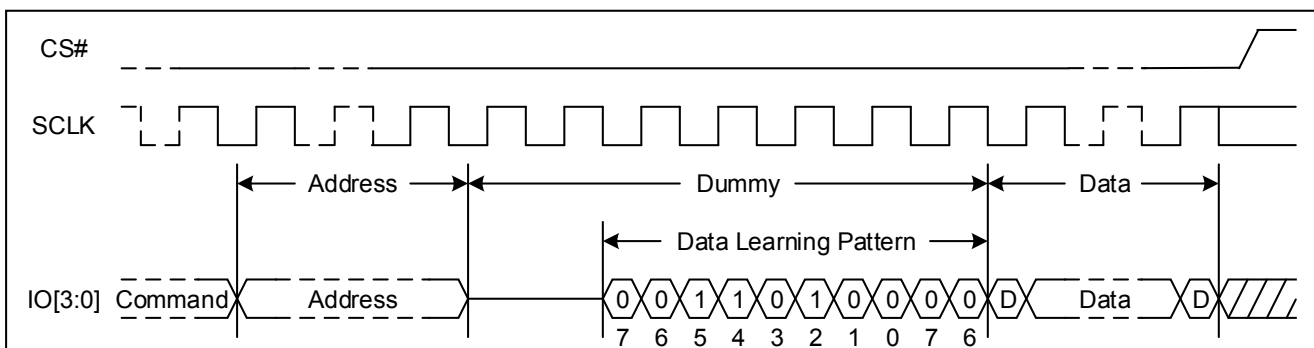 CS#
SCLK
Address Dummy Data
Data Learning Pattern
IO[3:0] Command Address 0 0 1 1 0 1 0 0 0 0 D Data D
7 6 5 4 3 2 1 0 7 6